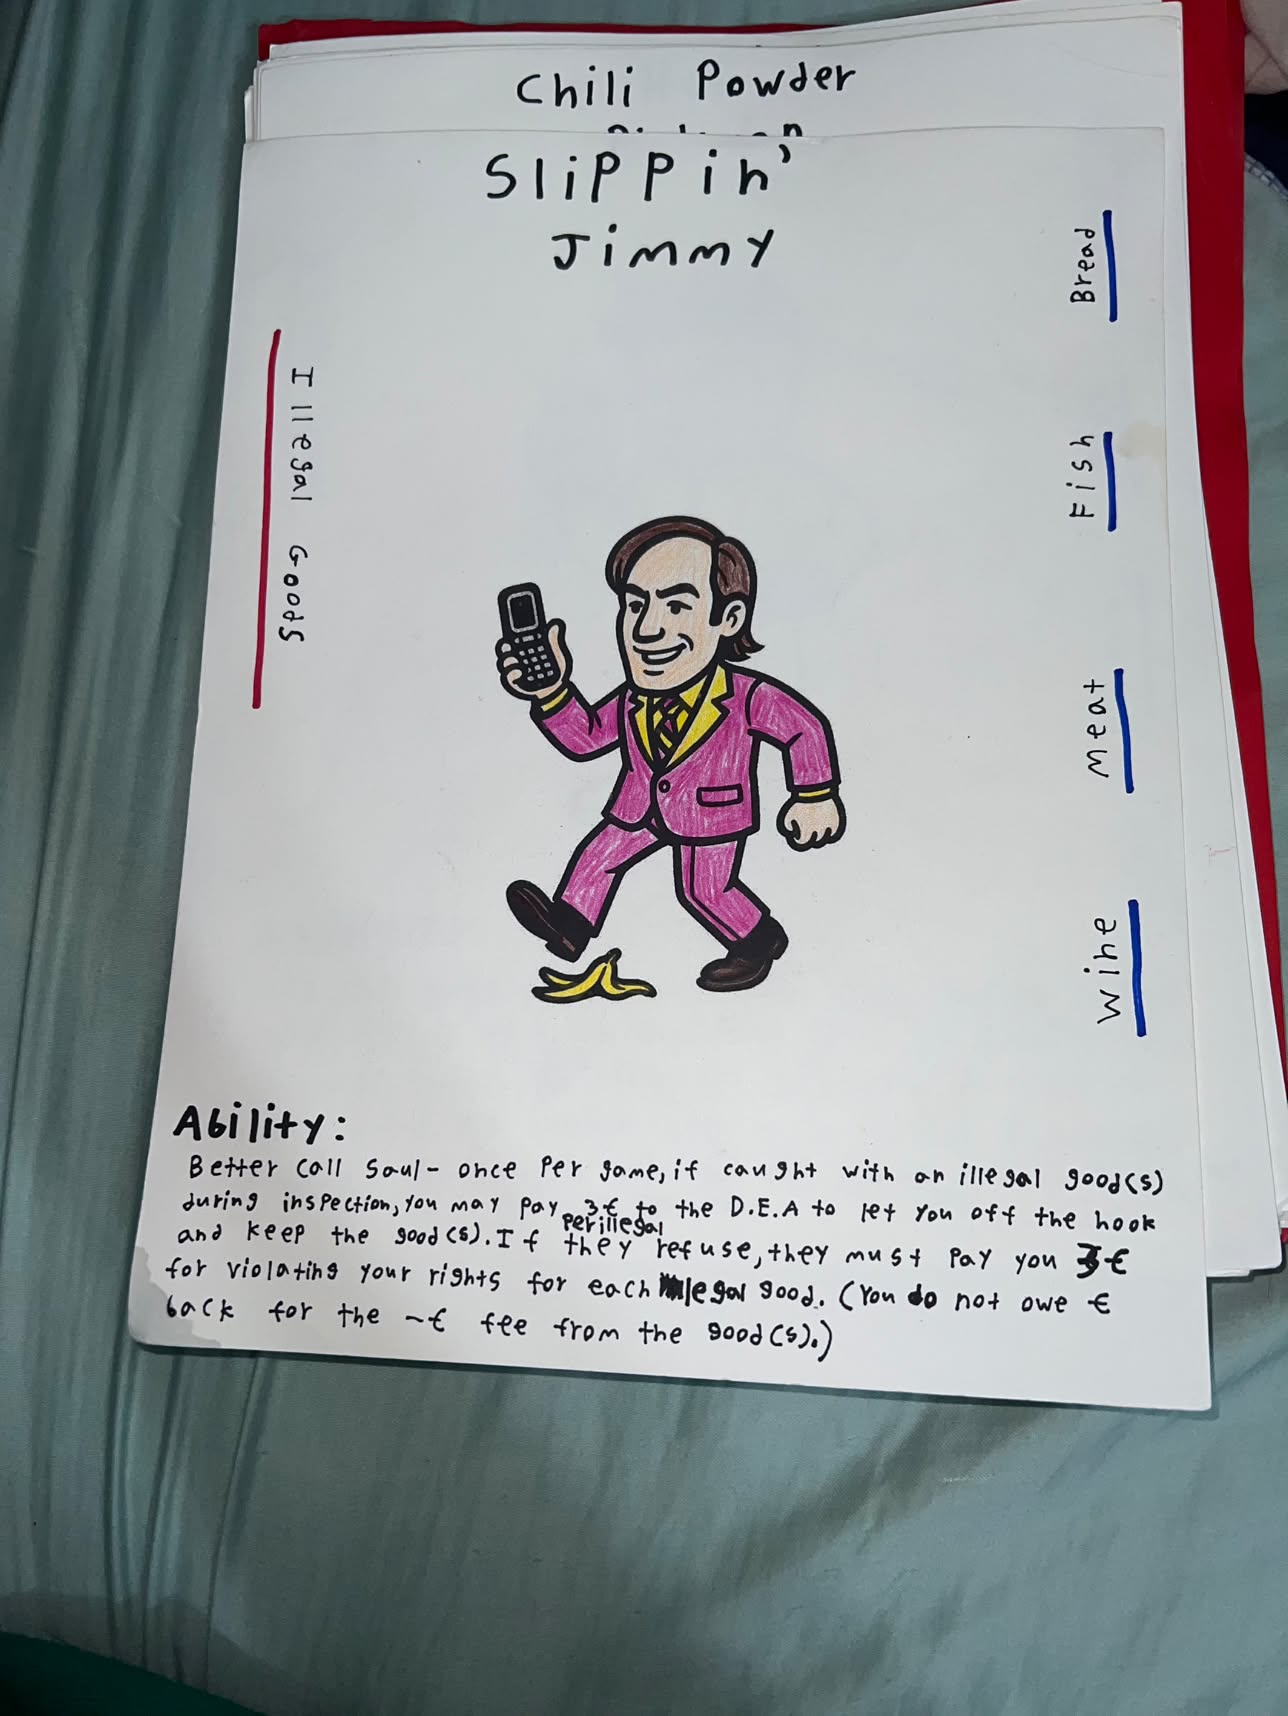 Chili Powder
Slippin'
Jimmy
Bread
Illegal Goods
Fish
Meat
Wine
Ability:
Better Call Saul- once per game, if caught with an illegal good(s)
during inspection, you may pay 3€ to the D.E.A to let you off the hook
per illegal
and keep the good(s). If they refuse, they must pay you 3€
for violating your rights for each illegal good. (You do not owe €
back for the -€ fee from the good(s).)